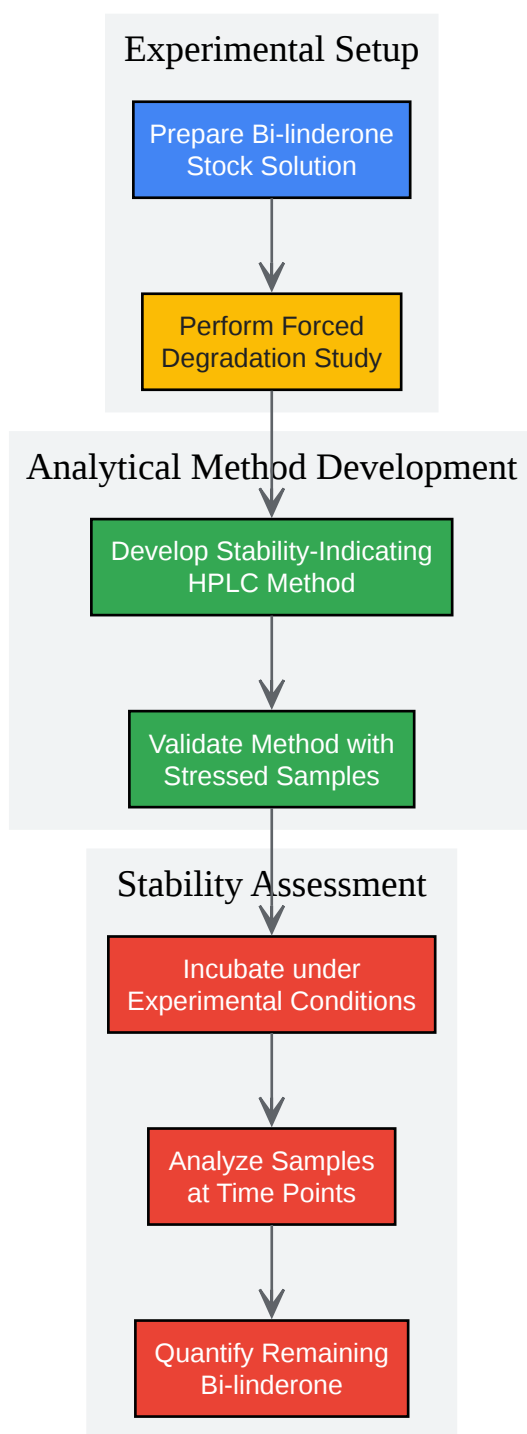 Experimental Setup
Prepare Bi-linderone
Stock Solution
Perform Forced
Degradation Study
Analytical Method Development
Develop Stability-Indicating
HPLC Method
Validate Method with
Stressed Samples
Stability Assessment
Incubate under
Experimental Conditions
Analyze Samples
at Time Points
Quantify Remaining
Bi-linderone